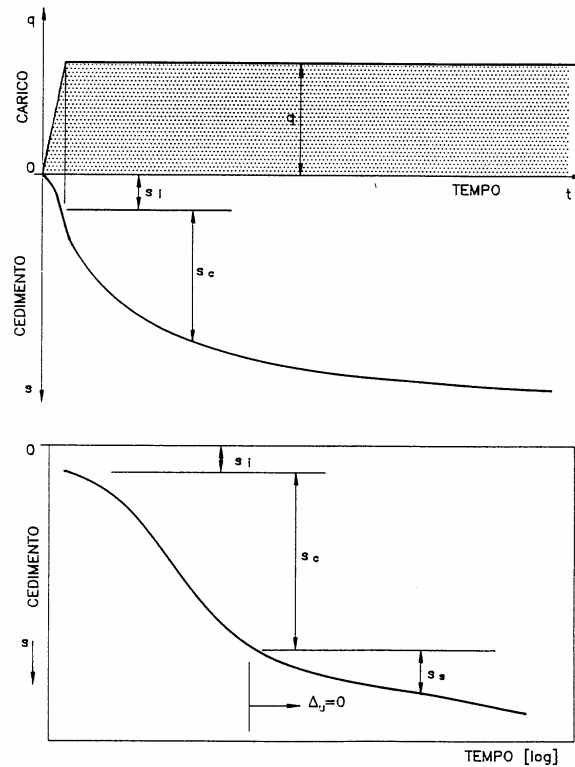 q
CARICO
q
0
TEMPO
t
s i
s c
CEDIMENTO
s
0
s i
CEDIMENTO
s c
s
s s
Δu=0
TEMPO [log]